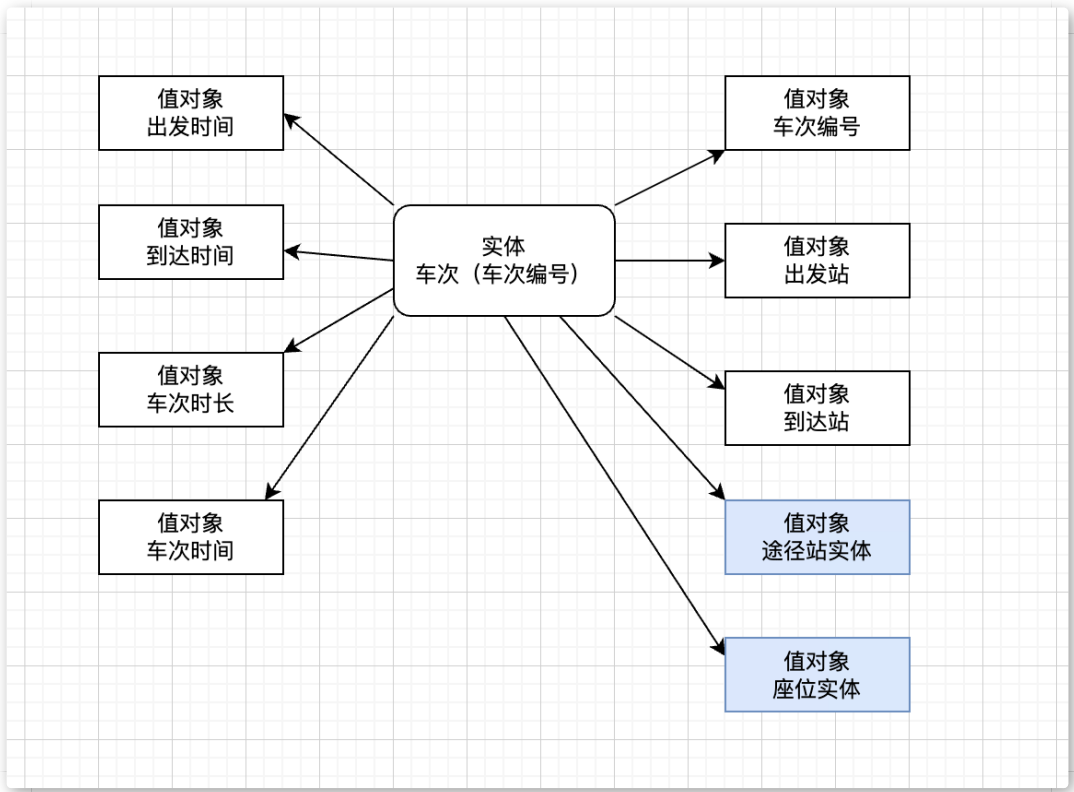 值对象
出发时间
值对象
车次编号
值对象
到达时间
实体
车次（车次编号）
值对象
出发站
值对象
车次时长
值对象
到达站
值对象
车次时间
值对象
途径站实体
值对象
座位实体